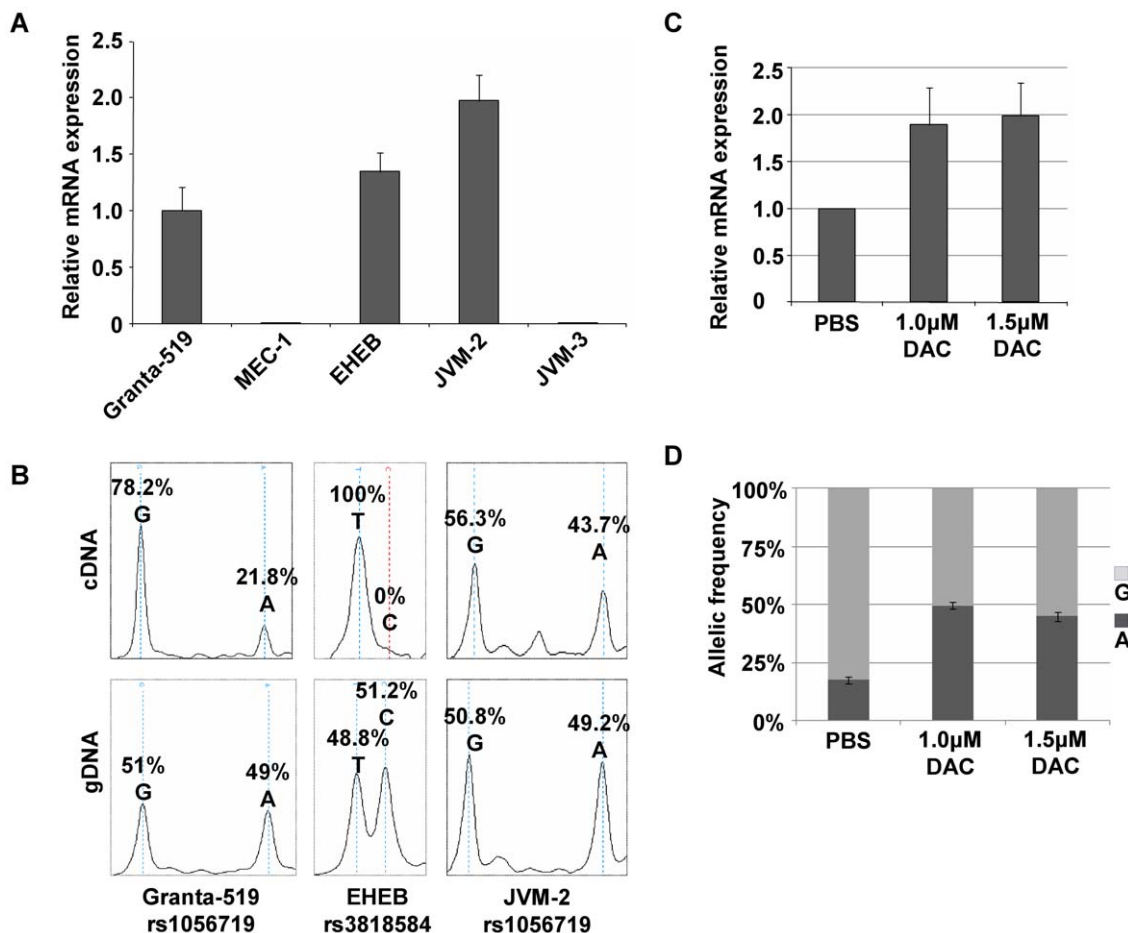 A
Relative mRNA expression
2.5
2.0
1.5
1.0
0.5
0
Granta-519
MEC-1
EHEB
JVM-2
JVM-3
C
Relative mRNA expression
2.5
2.0
1.5
1.0
0.5
0
PBS
1.0µM
DAC
1.5µM
DAC
B
cDNA
78.2%
G
21.8%
A
100%
T
0%
C
56.3%
G
43.7%
A
gDNA
51%
G
49%
A
48.8%
T
51.2%
C
50.8%
G
49.2%
A
Granta-519
rs1056719
EHEB
rs3818584
JVM-2
rs1056719
D
Allelic frequency
100%
75%
50%
25%
0%
PBS
1.0µM
DAC
1.5µM
DAC
G
A